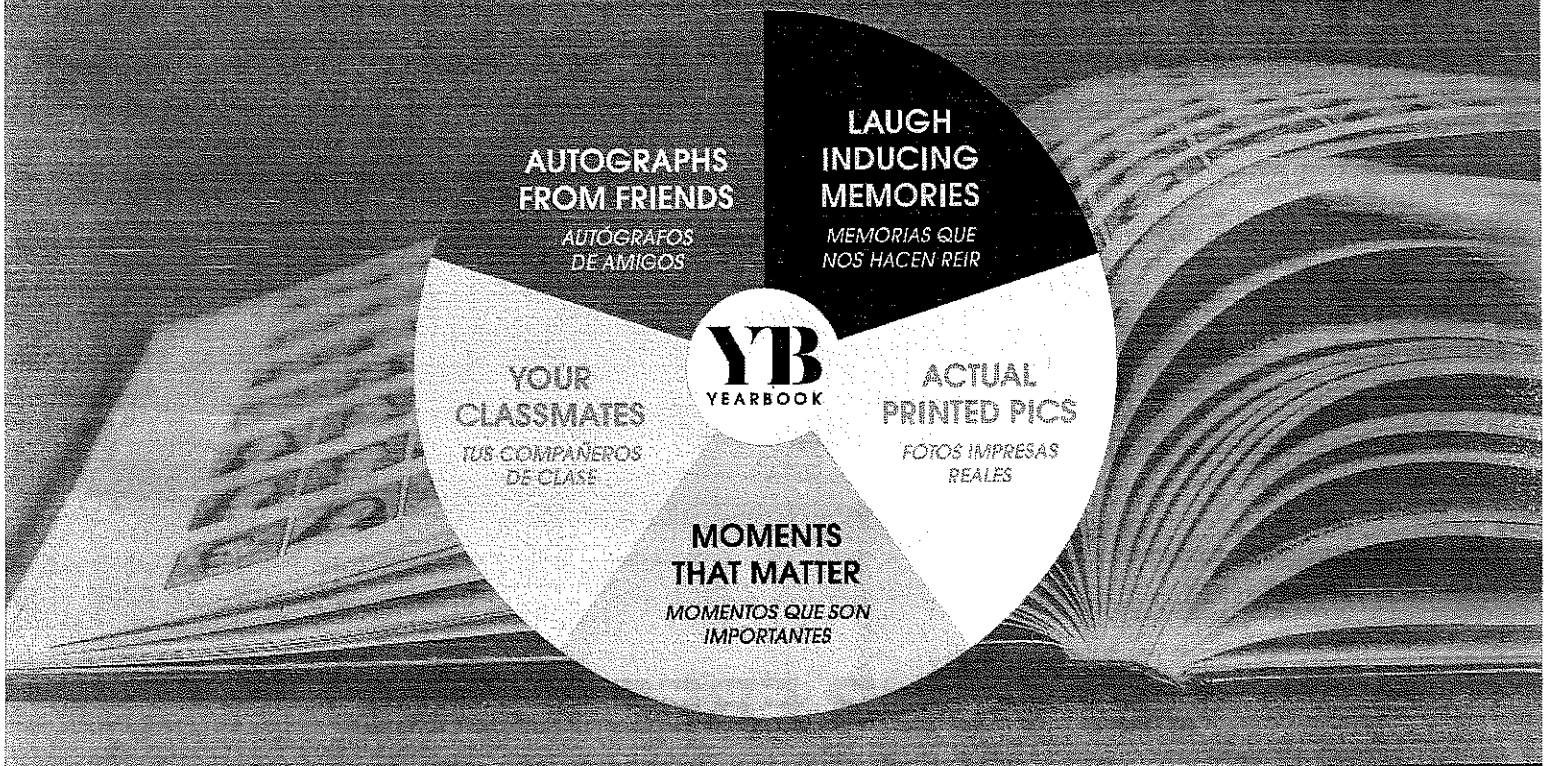 AUTOGRAPHS
FROM FRIENDS
AUTÓGRAFOS
DE AMIGOS
LAUGH
INDUCING
MEMORIES
MEMORIAS QUE
NOS HACEN REIR
YOUR
CLASSMATES
TUS COMPAÑEROS
DE CLASE
YB
YEARBOOK
ACTUAL
PRINTED PICS
FOTOS IMPRESAS
REALES
MOMENTS
THAT MATTER
MOMENTOS QUE SON
IMPORTANTES